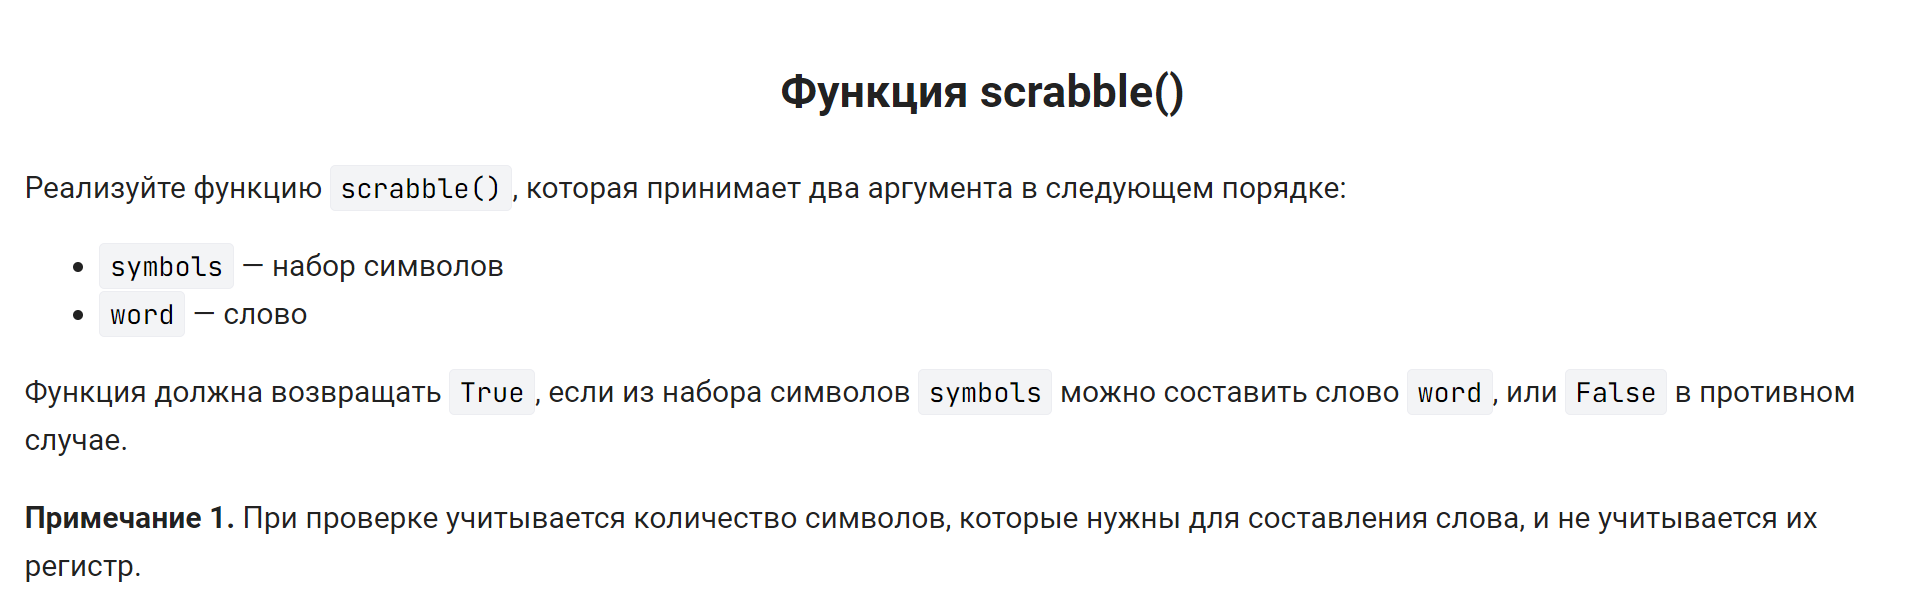 Функция scrabble()
Реализуйте функцию scrabble(), которая принимает два аргумента в следующем порядке:
• symbols — набор символов
• word — слово
Функция должна возвращать True, если из набора символов symbols можно составить слово word, или False в противном
случае.
Примечание 1. При проверке учитывается количество символов, которые нужны для составления слова, и не учитывается их
регистр.